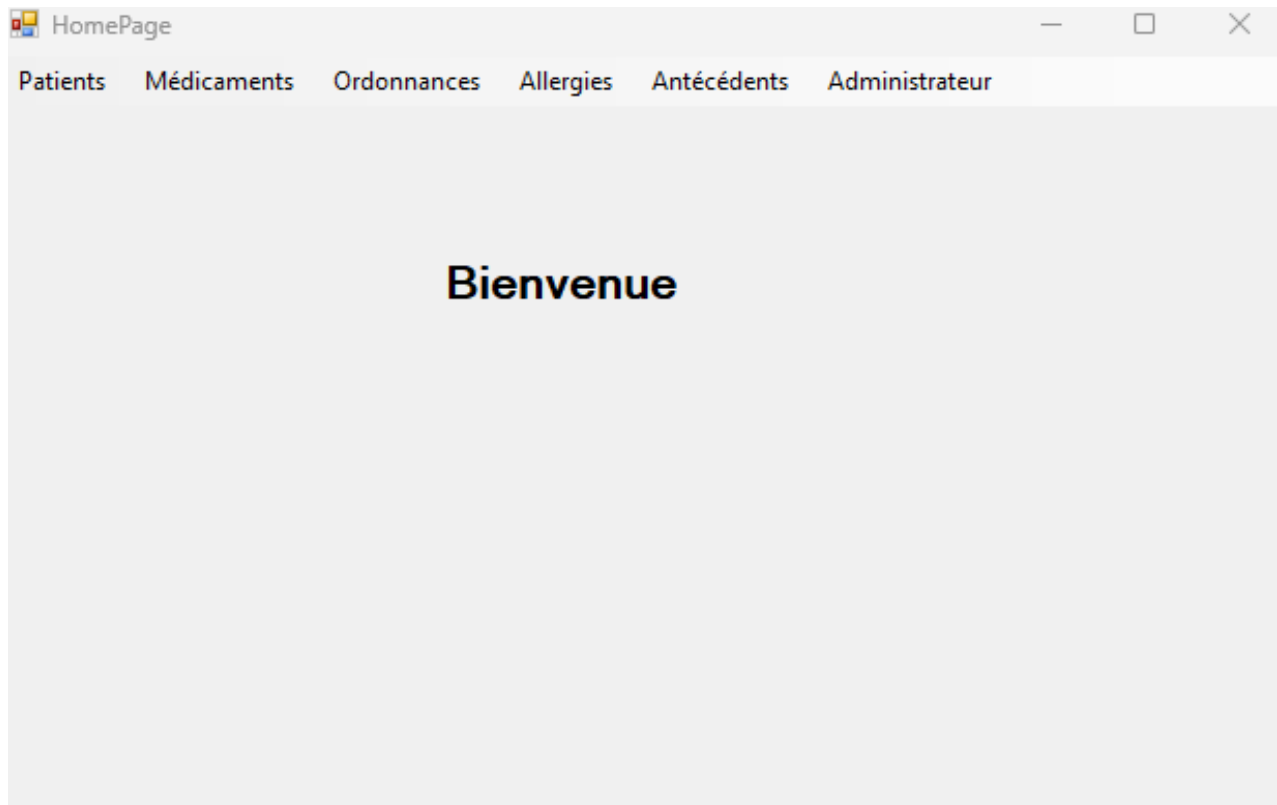 HomePage
Patients Médicaments Ordonnances Allergies Antécédents Administrateur
Bienvenue